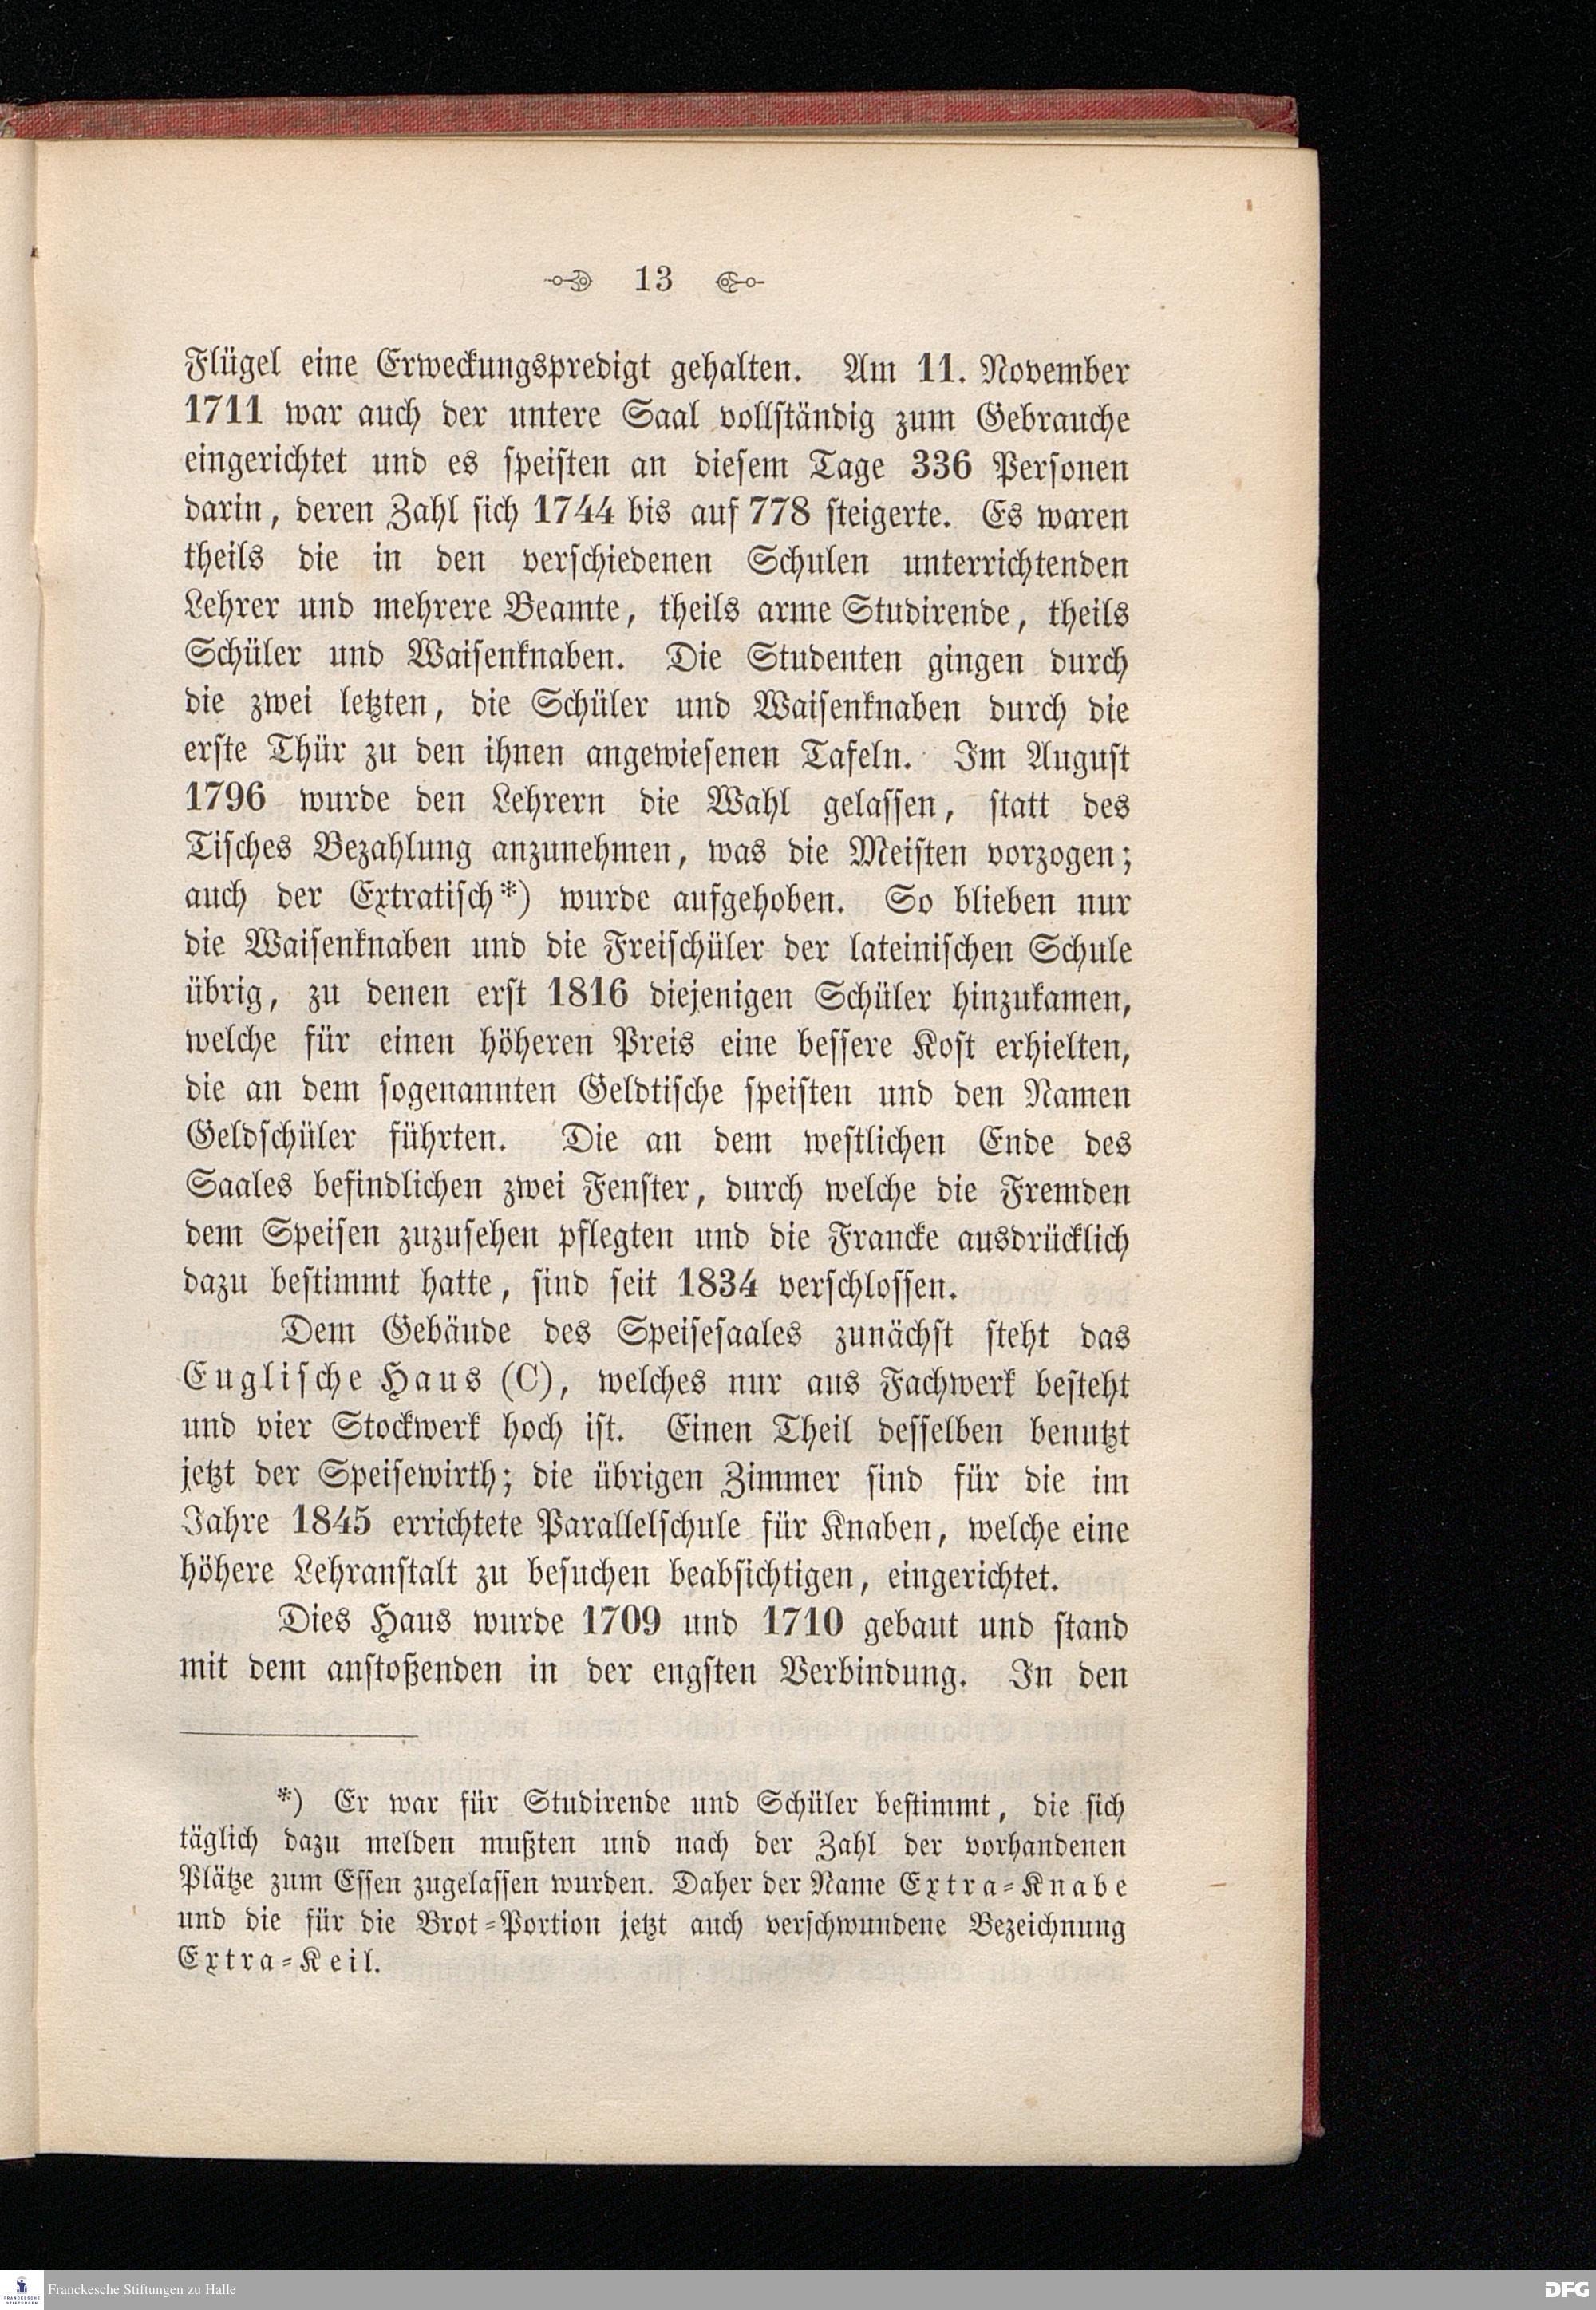 13
Flügel eine Erweckungspredigt gehalten. Am 11. November
1711 war auch der untere Saal vollständig zum Gebrauche
eingerichtet und es speisten an diesem Tage 336 Personen
darin, deren Zahl sich 1744 bis auf 778 steigerte. Es waren
theils die in den verschiedenen Schulen unterrichtenden
Lehrer und mehrere Beamte, theils arme Studirende, theils
Schüler und Waisenknaben. Die Studenten gingen durch
die zwei letzten, die Schüler und Waisenknaben durch die
erste Thür zu den ihnen angewiesenen Tafeln. Im August
1796 wurde den Lehrern die Wahl gelassen, statt des
Tisches Bezahlung anzunehmen, was die Meisten vorzogen;
auch der Extratisch*) wurde aufgehoben. So blieben nur
die Waisenknaben und die Freischüler der lateinischen Schule
übrig, zu denen erst 1816 diejenigen Schüler hinzukamen,
welche für einen höheren Preis eine bessere Kost erhielten,
die an dem sogenannten Geldtische speisten und den Namen
Geldschüler führten. Die an dem westlichen Ende des
Saales befindlichen zwei Fenster, durch welche die Fremden
dem Speisen zuzusehen pflegten und die Francke ausdrücklich
dazu bestimmt hatte, sind seit 1834 verschlossen.
Dem Gebäude des Speisesaales zunächst steht das
Euglische Haus (C), welches nur aus Fachwerk besteht
und vier Stockwerk hoch ist. Einen Theil desselben benutzt
jetzt der Speisewirth; die übrigen Zimmer sind für die im
Jahre 1845 errichtete Parallelschule für Knaben, welche eine
höhere Lehranstalt zu besuchen beabsichtigen, eingerichtet.
Dies Haus wurde 1709 und 1710 gebaut und stand
mit dem anstoßenden in der engsten Verbindung. In den
*) Er war für Studirende und Schüler bestimmt, die sich
täglich dazu melden mußten und nach der Zahl der vorhandenen
Plätze zum Essen zugelassen wurden. Daher der Name Extra-Knabe
und die für die Brot-Portion jetzt auch verschwundene Bezeichnung
Extra-Keil.
FRANCKESCHE STIFTUNGEN
Franckesche Stiftungen zu Halle
DFG